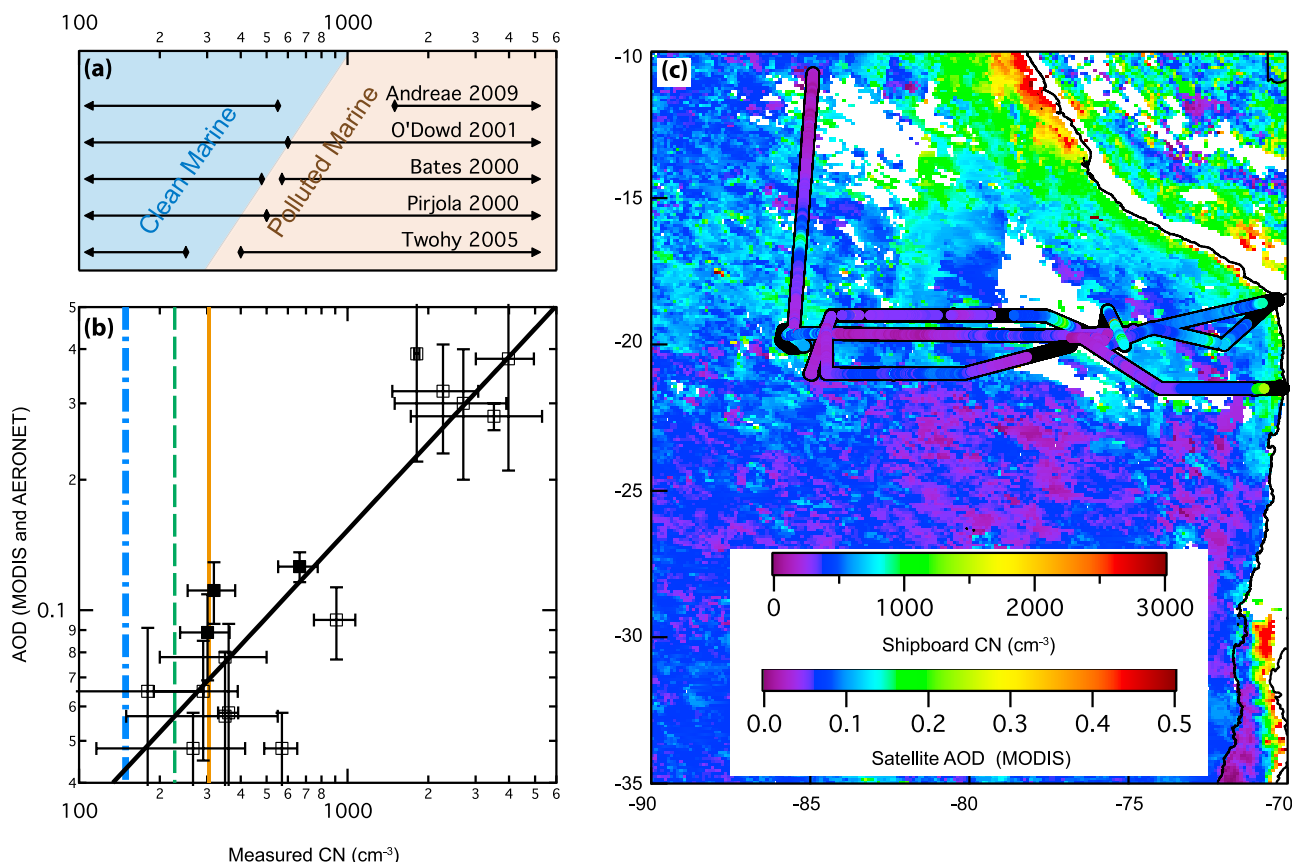 100 1000
2 3 4 5 6 7 8 2 3 4 5 6
(a)
Andreae 2009
O'Dowd 2001
Bates 2000
Pirjola 2000
Twohy 2005
Clean Marine
Polluted Marine
(b)
5
4
3
2
0.1
9
8
7
6
5
4
AOD (MODIS and AERONET)
2 3 4 5 6 7 8 2 3 4 5 6
100 1000
Measured CN (cm-3)
(c)
-10
-15
-20
-25
-30
-35
-90 -85 -80 -75 -70
0 1000 2000 3000
Shipboard CN (cm-3)
0.0 0.1 0.2 0.3 0.4 0.5
Satellite AOD (MODIS)